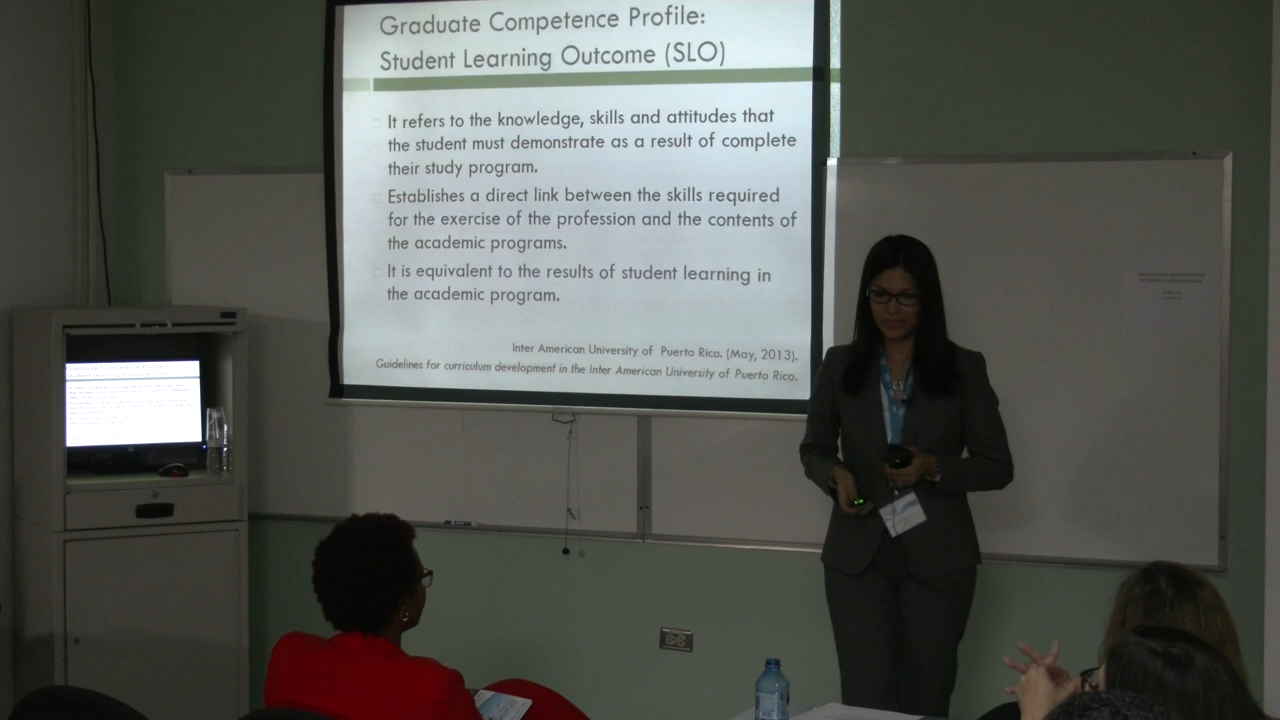 Graduate Competence Profile:
Student Learning Outcome (SLO)
It refers to the knowledge, skills and attitudes that
the student must demonstrate as a result of complete
their study program.
Establishes a direct link between the skills required
for the exercise of the profession and the contents of
the academic programs.
It is equivalent to the results of student learning in
the academic program.
Inter American University of Puerto Rico. (May, 2013).
Guidelines for curriculum development in the Inter American University of Puerto Rico.